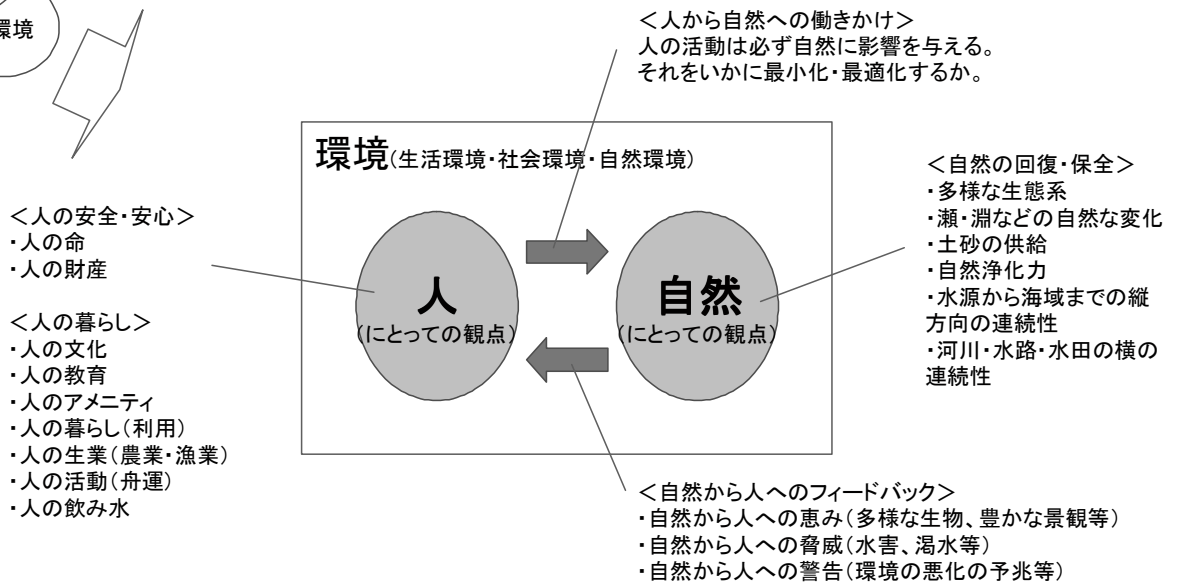 環境
＜人から自然への働きかけ＞
人の活動は必ず自然に影響を与える。
それをいかに最小化・最適化するか。
環境(生活環境・社会環境・自然環境)
＜人の安全・安心＞
・人の命
・人の財産
＜人の暮らし＞
・人の文化
・人の教育
・人のアメニティ
・人の暮らし(利用)
・人の生業(農業・漁業)
・人の活動(舟運)
・人の飲み水
人
(にとっての観点)
自然
(にとっての観点)
＜自然の回復・保全＞
・多様な生態系
・瀬・淵などの自然な変化
・土砂の供給
・自然浄化力
・水源から海域までの縦
方向の連続性
・河川・水路・水田の横の
連続性
＜自然から人へのフィードバック＞
・自然から人への恵み(多様な生物、豊かな景観等)
・自然から人への脅威(水害、渇水等)
・自然から人への警告(環境の悪化の予兆等)